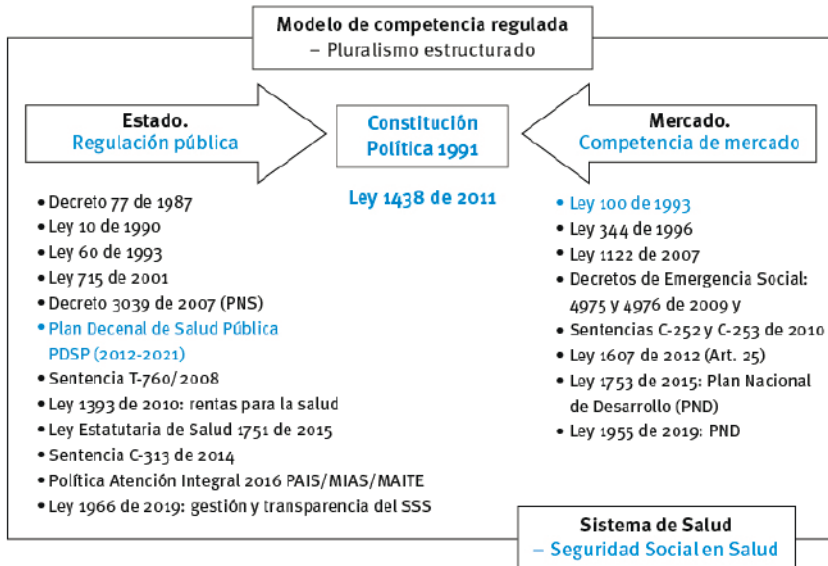 Modelo de competencia regulada
– Pluralismo estructurado
Estado.
Regulación pública
Constitución
Política 1991
Ley 1438 de 2011
Mercado.
Competencia de mercado
• Decreto 77 de 1987
• Ley 10 de 1990
• Ley 60 de 1993
• Ley 715 de 2001
• Decreto 3039 de 2007 (PNS)
• Plan Decenal de Salud Pública
PDSP (2012-2021)
• Sentencia T-760/2008
• Ley 1393 de 2010: rentas para la salud
• Ley Estatutaria de Salud 1751 de 2015
• Sentencia C-313 de 2014
• Política Atención Integral 2016 PAIS/MIAS/MAITE
• Ley 1966 de 2019: gestión y transparencia del SSS
• Ley 100 de 1993
• Ley 344 de 1996
• Ley 1122 de 2007
• Decretos de Emergencia Social:
4975 y 4976 de 2009 y
• Sentencias C-252 y C-253 de 2010
• Ley 1607 de 2012 (Art. 25)
• Ley 1753 de 2015: Plan Nacional
de Desarrollo (PND)
• Ley 1955 de 2019: PND
Sistema de Salud
– Seguridad Social en Salud